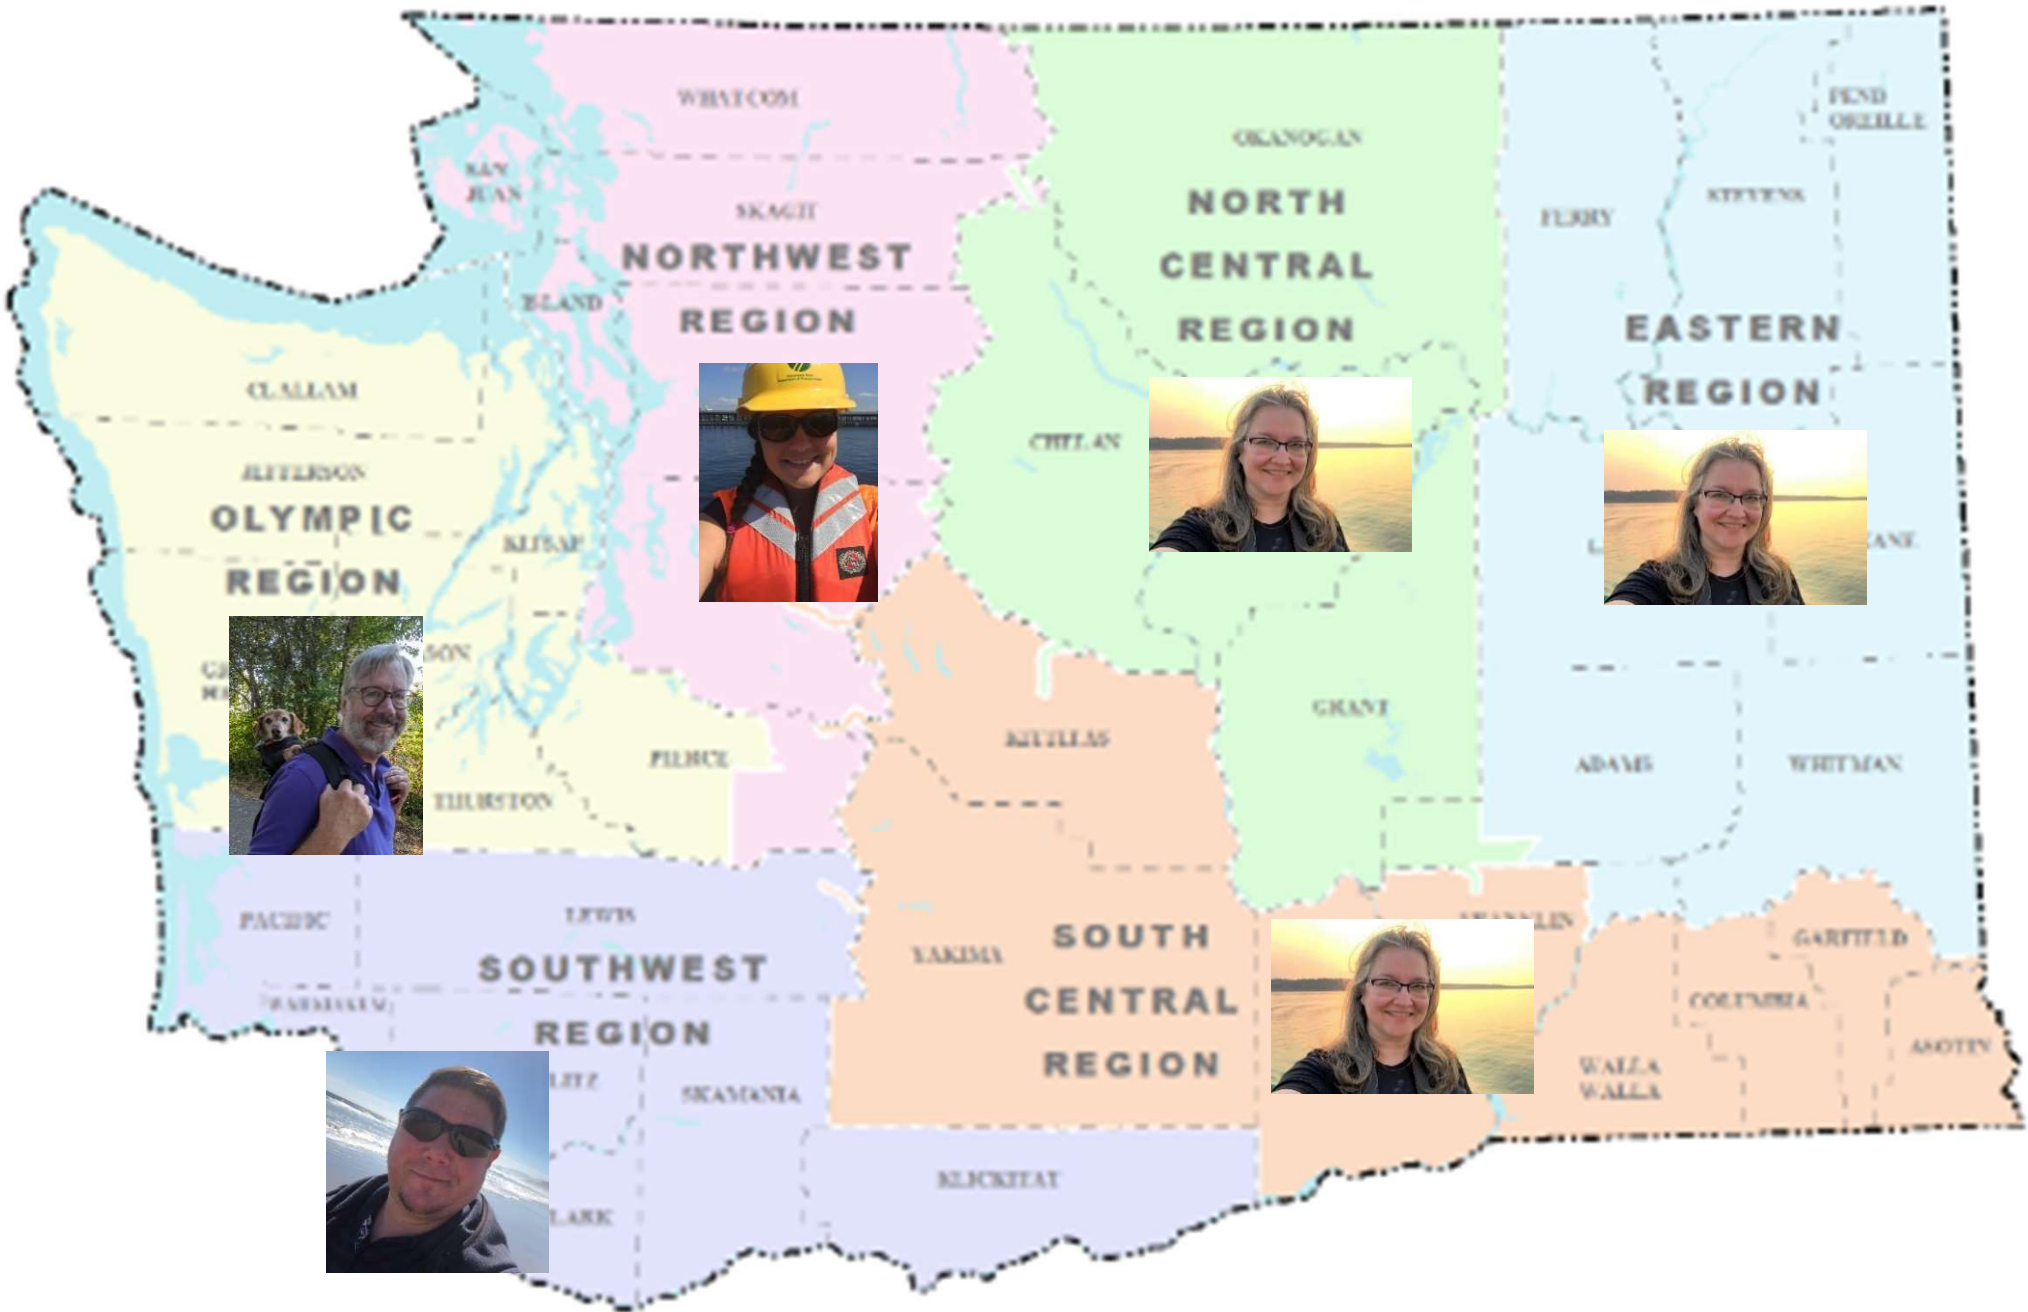 WHATCOM
PEND
OREILLE
OKANOGAN
SAN
JUAN
NORTH
STEVENS
SKAGIT
FERRY
NORTHWEST
CENTRAL
ISLAND
REGION
REGION
EASTERN
CLALLAM
REGION
CHELAN
JEFFERSON
OLYMPIC
KITSAP
REGION
GRANT
KITTITAS
PIERCE
ADAMS
WHITMAN
THURSTON
LEWIS
PACIFIC
SOUTH
GARFIELD
YAKIMA
SOUTHWEST
CENTRAL
COLUMBIA
WAHKIAKUM
REGION
ASOTIN
REGION
WALLA
WALLA
SKAMANIA
KLICKITAT